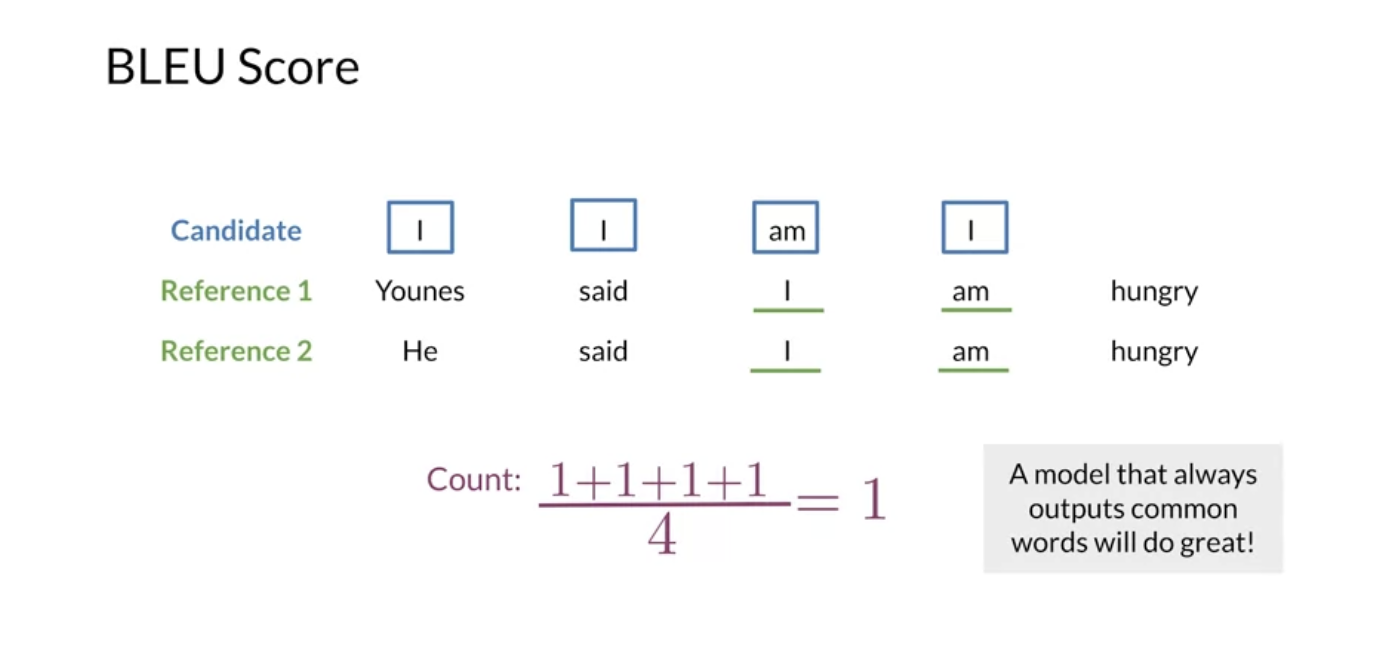 BLEU Score
Candidate I I am I
Reference 1 Younes said I am hungry
Reference 2 He said I am hungry
Count: 1+1+1+1
4
= 1
A model that always
outputs common
words will do great!